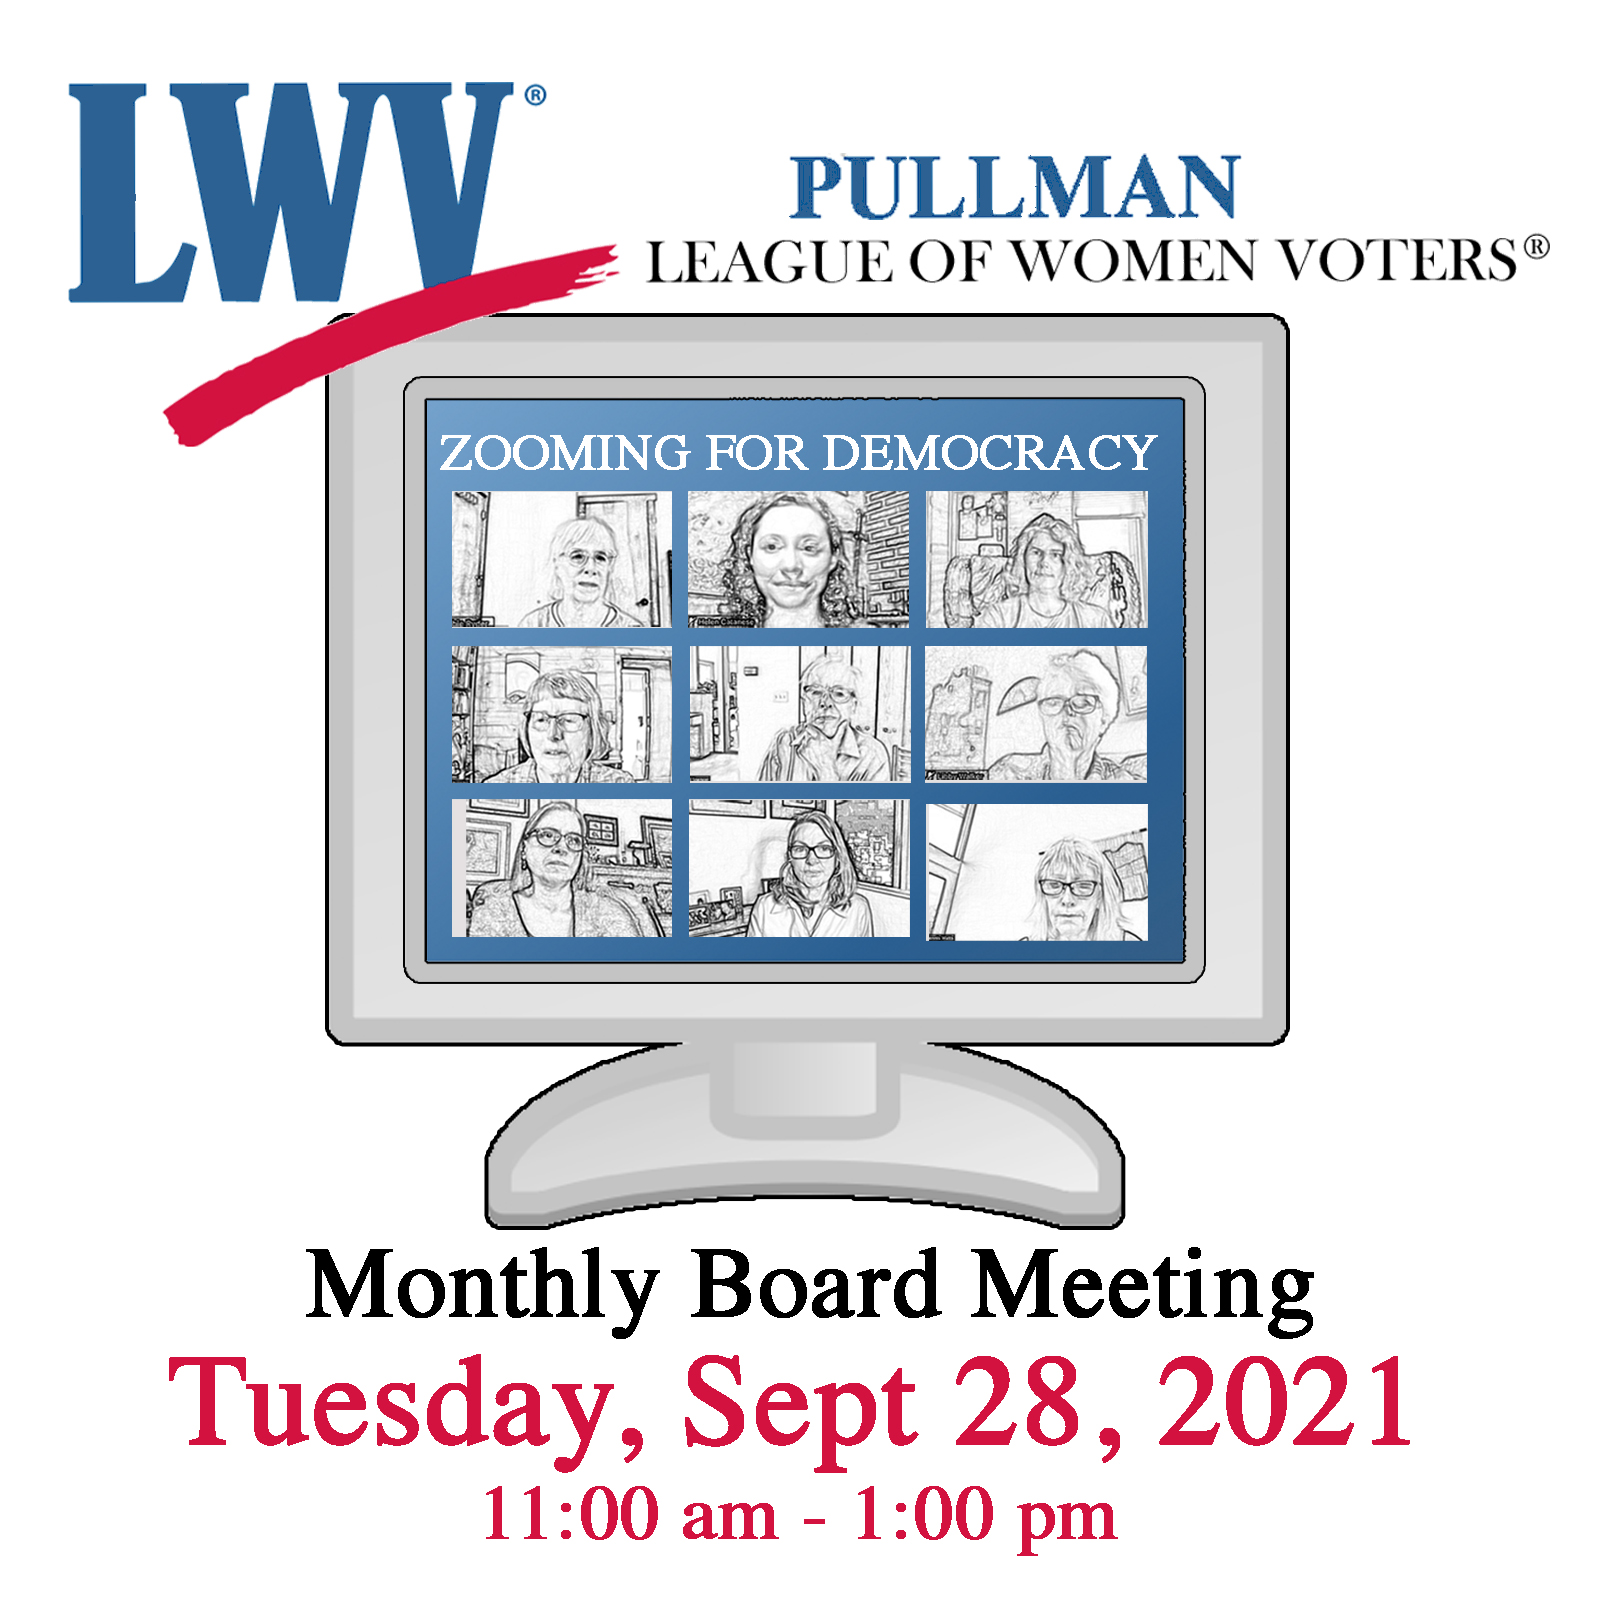 LWV®
PULLMAN
LEAGUE OF WOMEN VOTERS®
ZOOMING FOR DEMOCRACY
Monthly Board Meeting
Tuesday, Sept 28, 2021
11:00 am - 1:00 pm